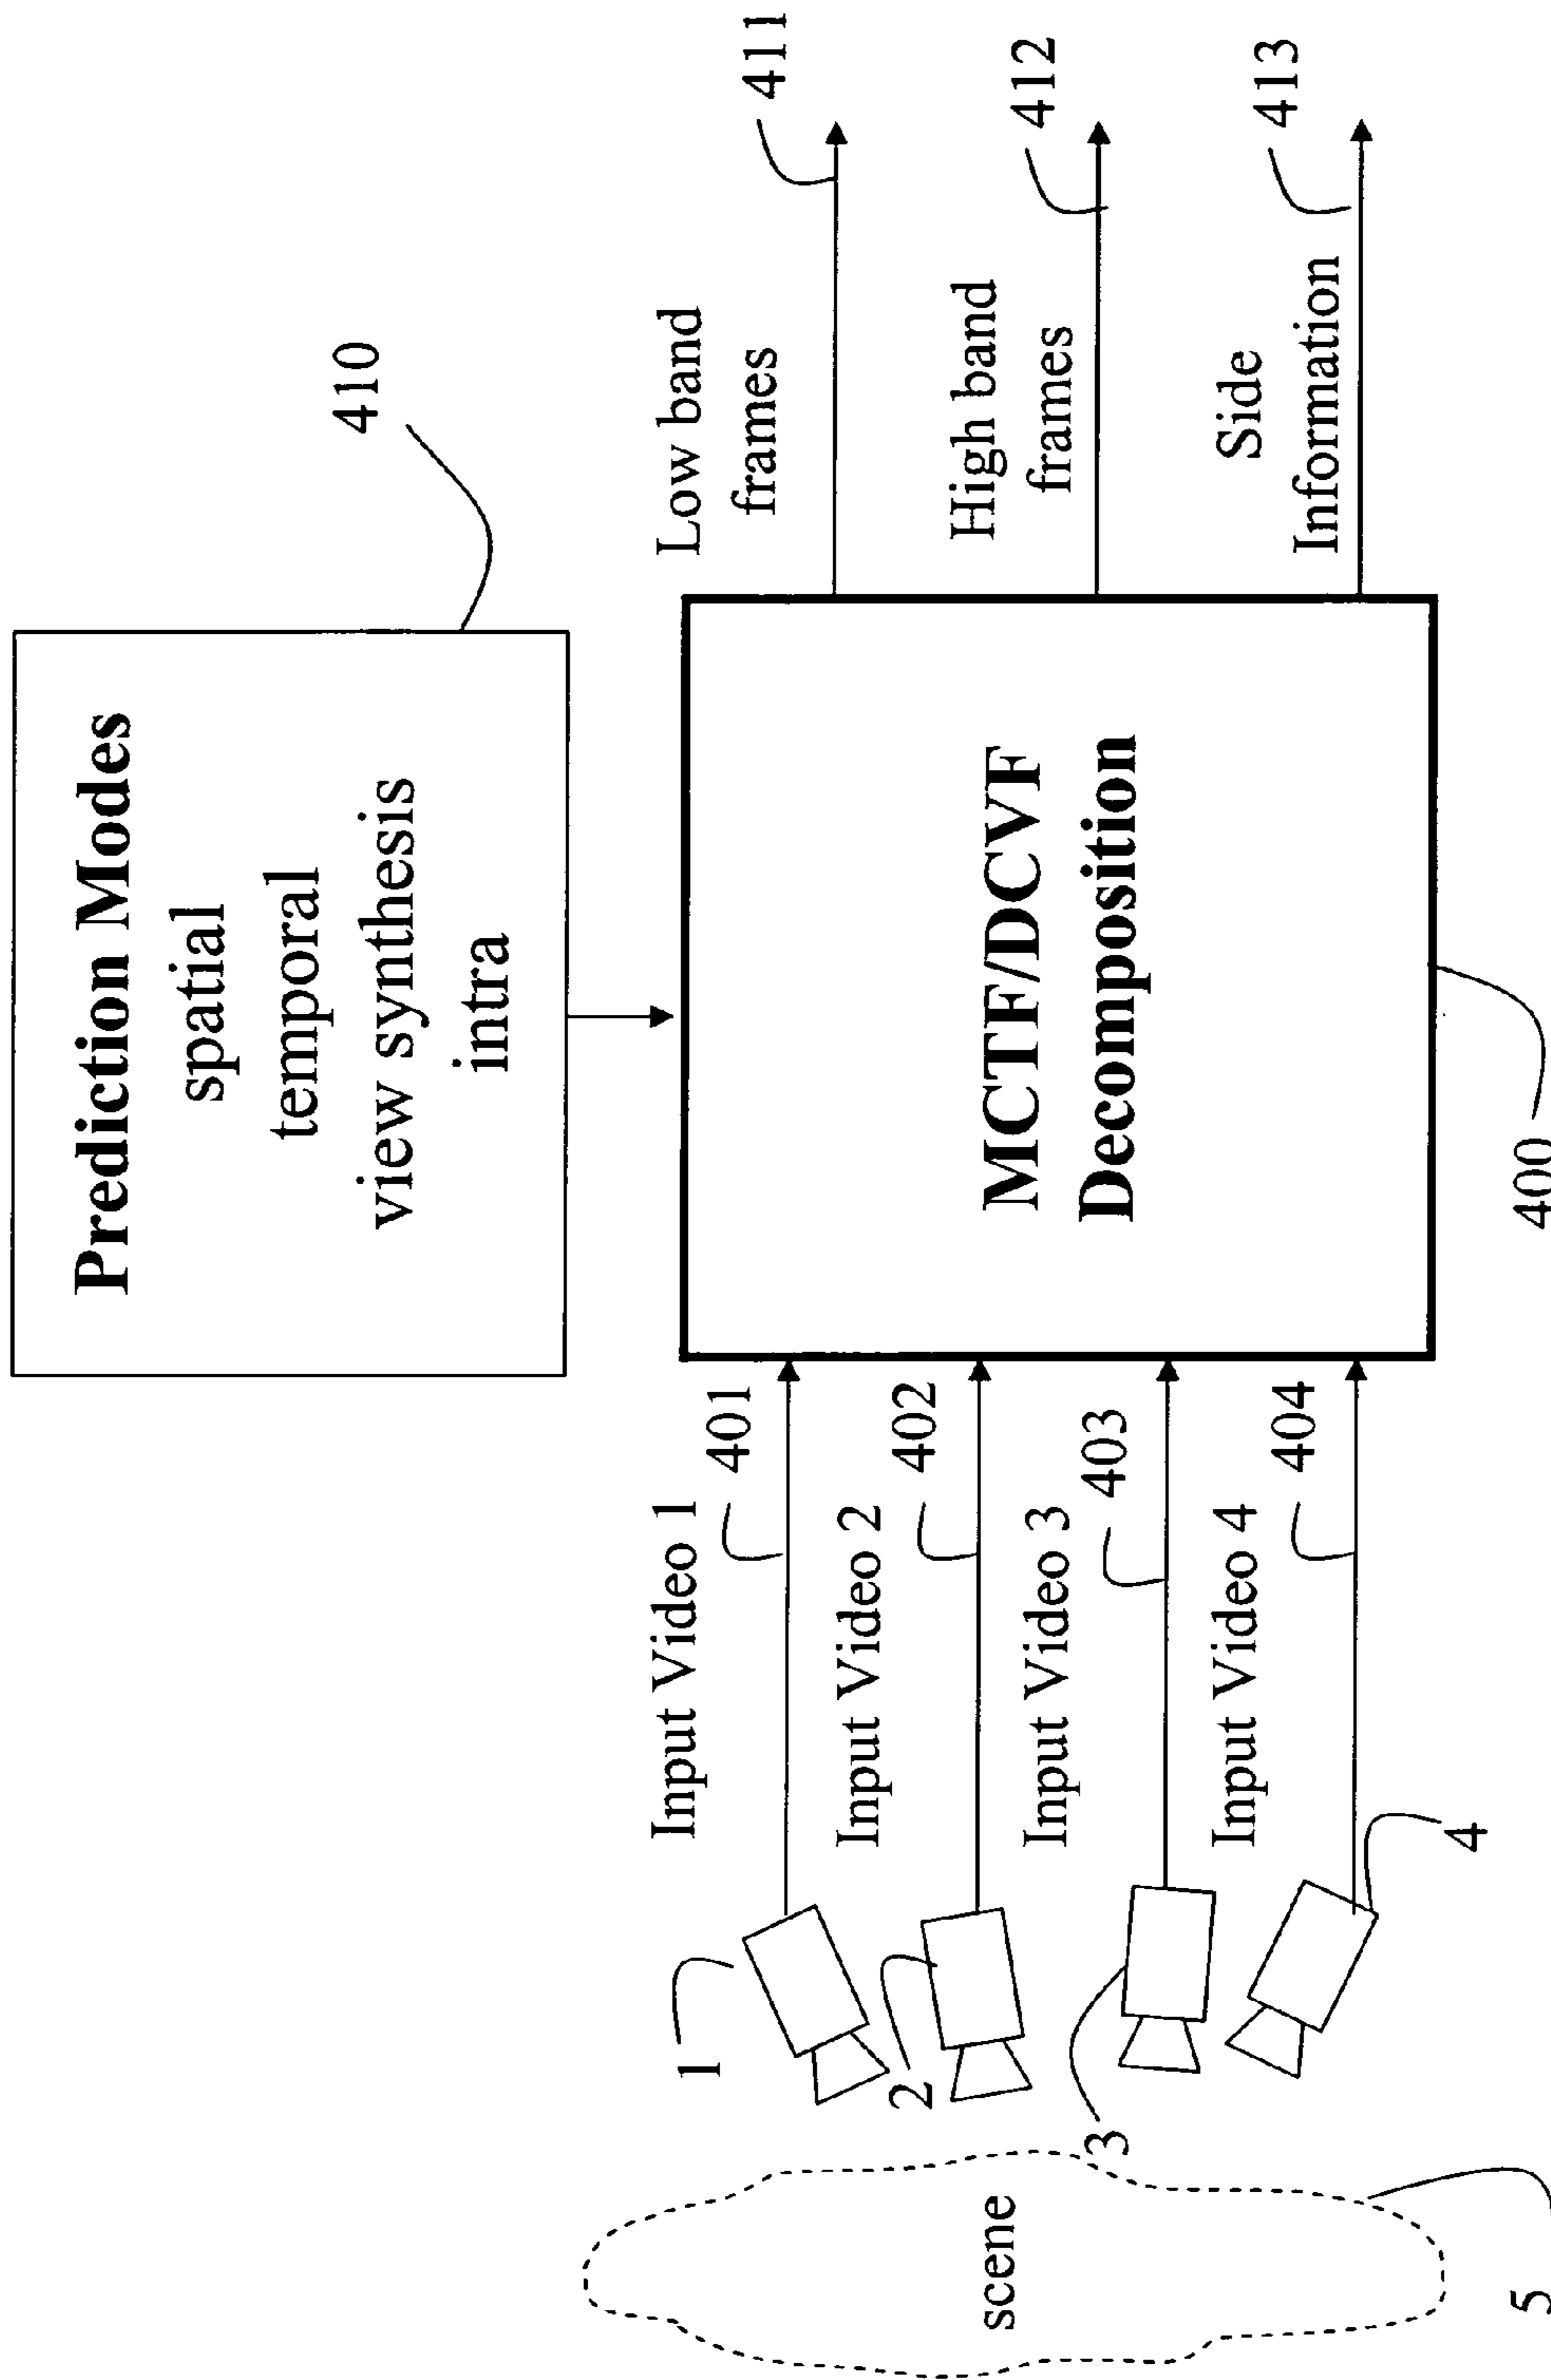 Prediction Modes
spatial
temporal
view synthesis
intra
410
Input Video 1
401
Input Video 2
402
Input Video 3
403
Input Video 4
404
1
2
3
4
scene
5
MCTF/DCVF
Decomposition
400
Low band
frames
411
High band
frames
412
Side
Information
413